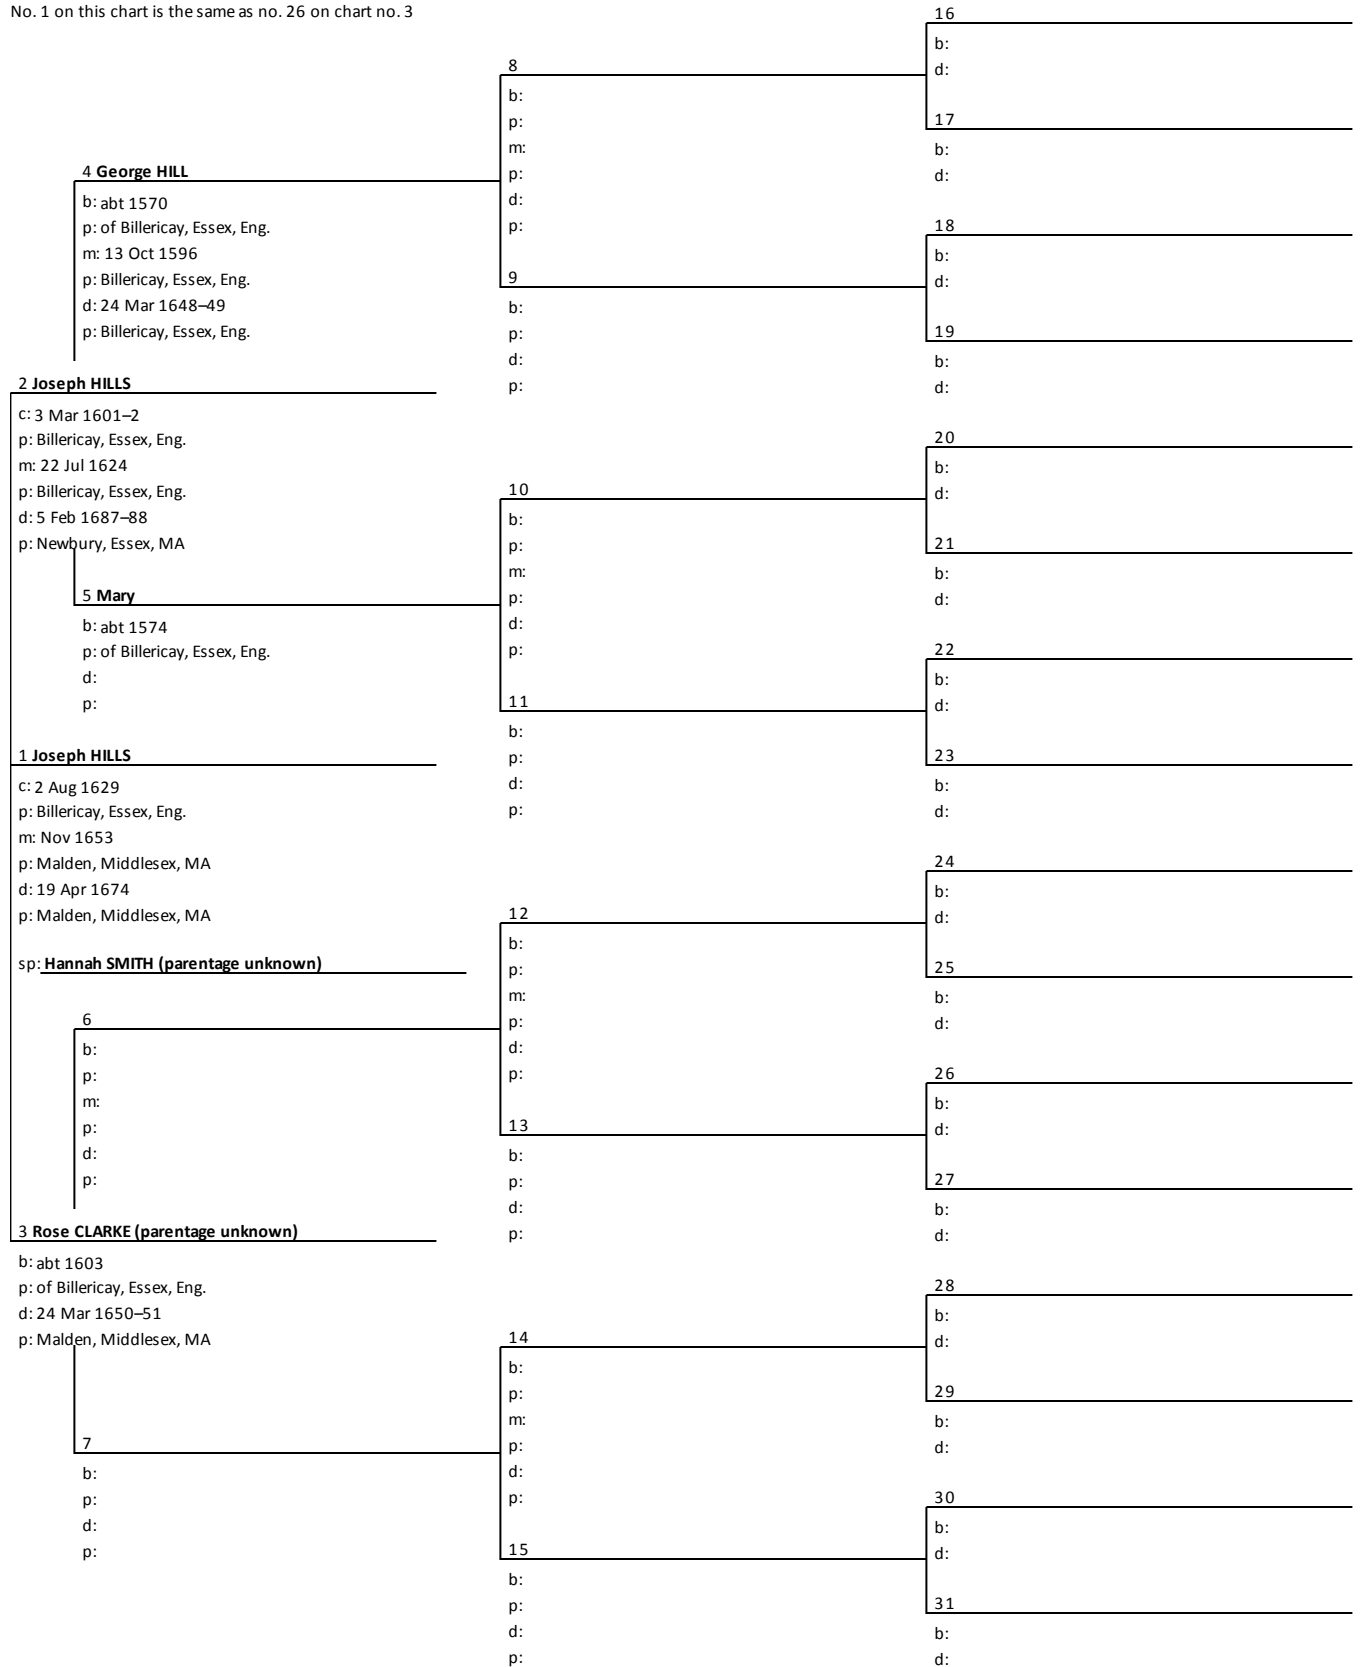 No. 1 on this chart is the same as no. 26 on chart no. 3
4 George HILL
b: abt 1570
p: of Billericay, Essex, Eng.
m: 13 Oct 1596
p: Billericay, Essex, Eng.
d: 24 Mar 1648–49
p: Billericay, Essex, Eng.
2 Joseph HILLS
c: 3 Mar 1601–2
p: Billericay, Essex, Eng.
m: 22 Jul 1624
p: Billericay, Essex, Eng.
d: 5 Feb 1687–88
p: Newbury, Essex, MA
5 Mary
b: abt 1574
p: of Billericay, Essex, Eng.
d:
p:
1 Joseph HILLS
c: 2 Aug 1629
p: Billericay, Essex, Eng.
m: Nov 1653
p: Malden, Middlesex, MA
d: 19 Apr 1674
p: Malden, Middlesex, MA
sp: Hannah SMITH (parentage unknown)
6
b:
p:
m:
p:
d:
p:
3 Rose CLARKE (parentage unknown)
b: abt 1603
p: of Billericay, Essex, Eng.
d: 24 Mar 1650–51
p: Malden, Middlesex, MA
7
b:
p:
d:
p:
8
b:
p:
m:
p:
d:
p:
9
b:
p:
d:
p:
10
b:
p:
m:
p:
d:
p:
11
b:
p:
d:
p:
12
b:
p:
m:
p:
d:
p:
13
b:
p:
d:
p:
14
b:
p:
m:
p:
d:
p:
15
b:
p:
d:
p:
16
b:
d:
17
b:
d:
18
b:
d:
19
b:
d:
20
b:
d:
21
b:
d:
22
b:
d:
23
b:
d:
24
b:
d:
25
b:
d:
26
b:
d:
27
b:
d:
28
b:
d:
29
b:
d:
30
b:
d:
31
b:
d: